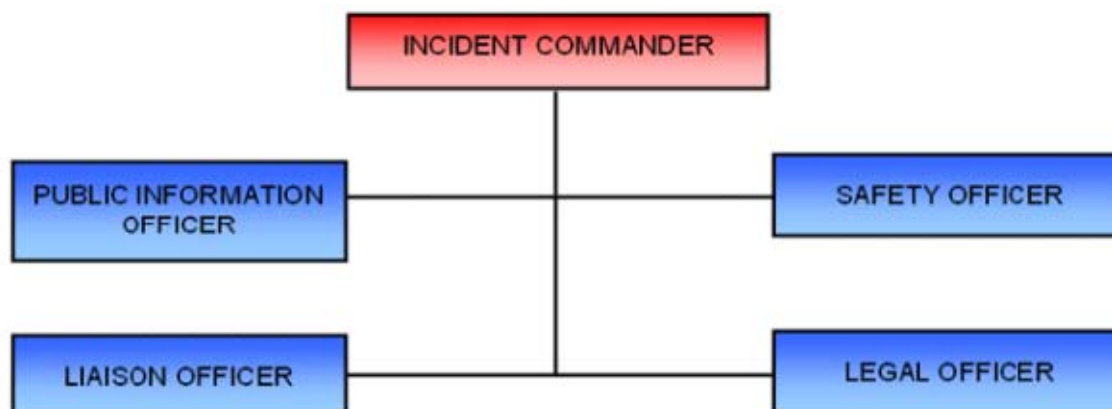 INCIDENT COMMANDER
PUBLIC INFORMATION
OFFICER
SAFETY OFFICER
LIAISON OFFICER
LEGAL OFFICER